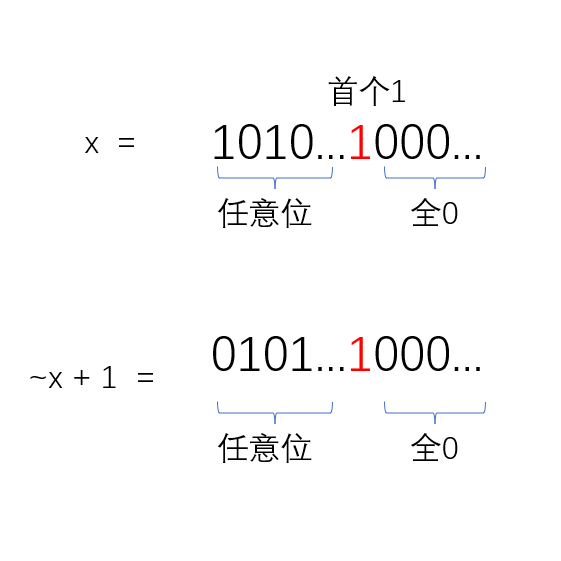 首个1
x = 1010...1000...
任意位 全0
~x + 1 = 0101...1000...
任意位 全0